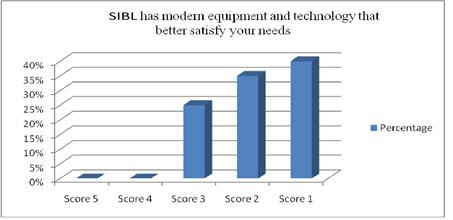 SIBL has modern equipment and technology that
better satisfy your needs
40%
35%
30%
25%
20%
15%
10%
5%
0%
Score 5 Score 4 Score 3 Score 2 Score 1
Percentage